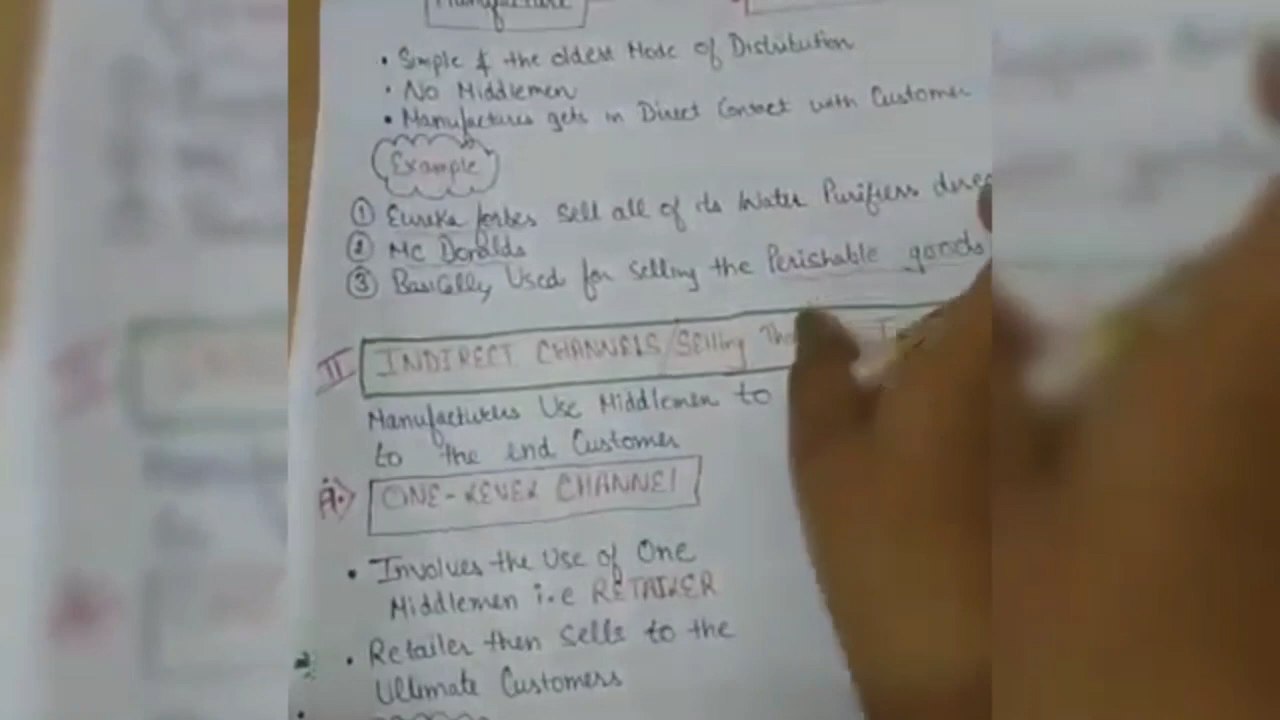 Manufacture
• Simple & the oldest Mode of Distribution
• No Middlemen
• Manufactures gets in Direct Contact with Customer
Example
① Eureka forbes Sell all of its Water Purifiers
② Mc Donalds
③ Basically Used for Selling the Perishable goods
II INDIRECT CHANNELS/Selling
Manufacturers Use Middlemen to
to the end Customer
A. ONE-LEVEL CHANNEL
• Involves the Use of One
Middlemen i.e RETAILER
• Retailer then Sells to the
Ultimate Customers